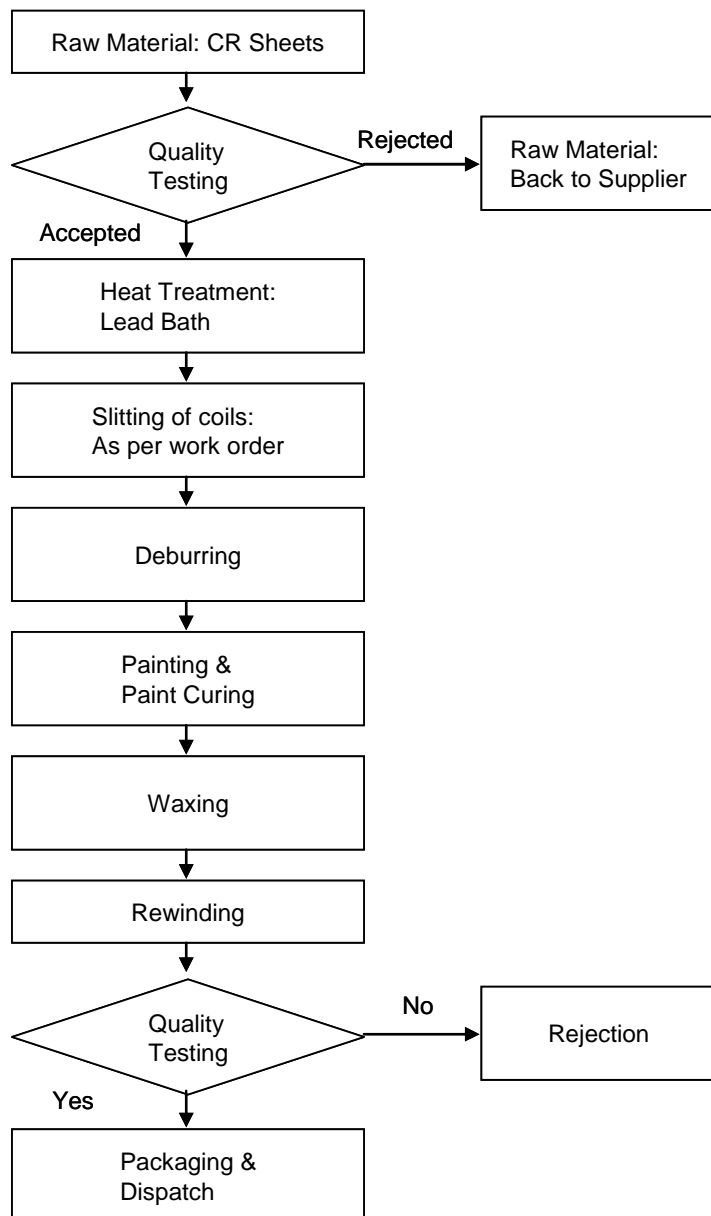 Raw Material: CR Sheets
Quality
Testing
Rejected
Raw Material:
Back to Supplier
Accepted
Heat Treatment:
Lead Bath
Slitting of coils:
As per work order
Deburring
Painting &
Paint Curing
Waxing
Rewinding
Quality
Testing
No
Rejection
Yes
Packaging &
Dispatch